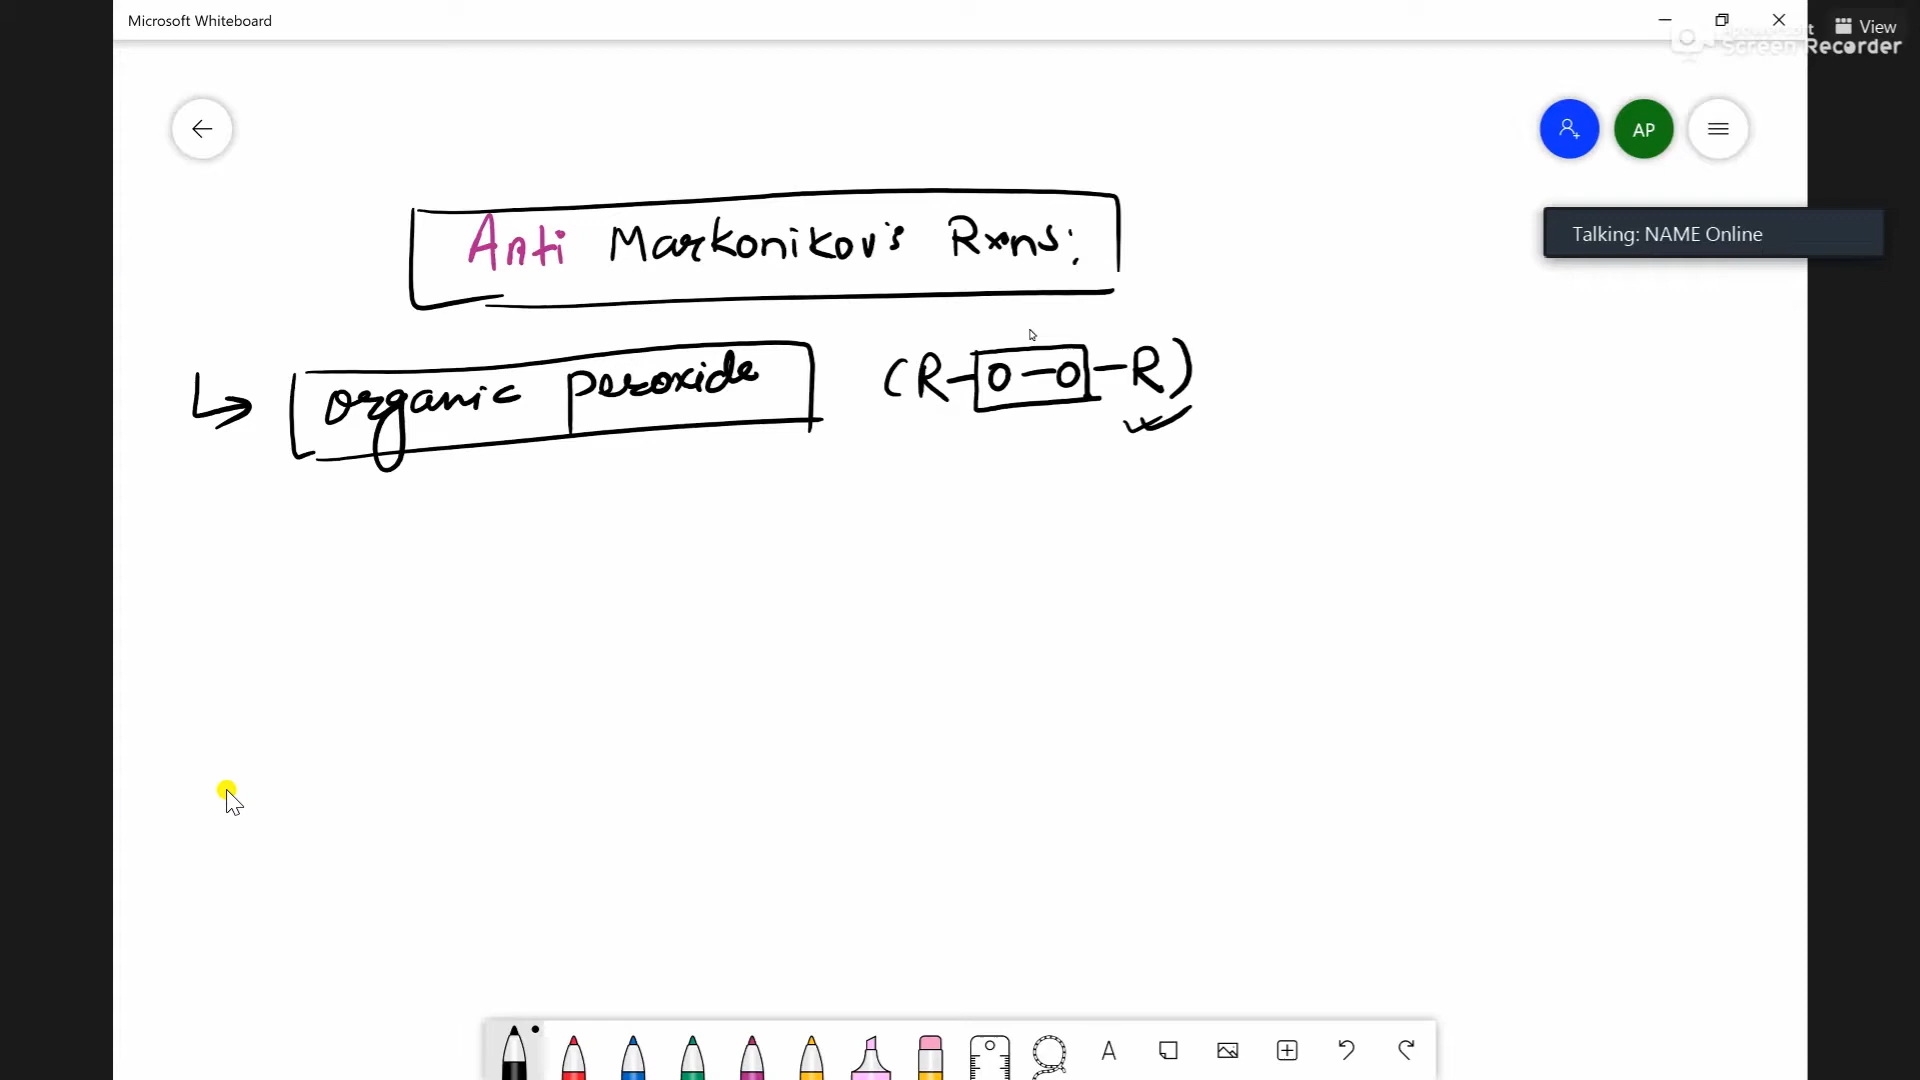 Microsoft Whiteboard
View
Screen Recorder
AP
Talking: NAME Online
Anti Markonikov's Rxns:
organic peroxide (R-O-O-R)
A